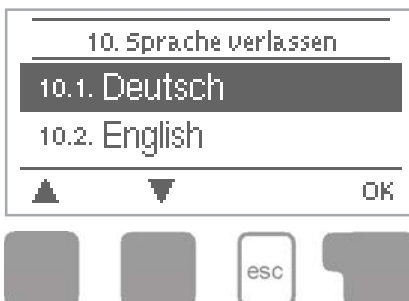 10. Sprache verlassen
10.1. Deutsch
10.2. English
OK
esc